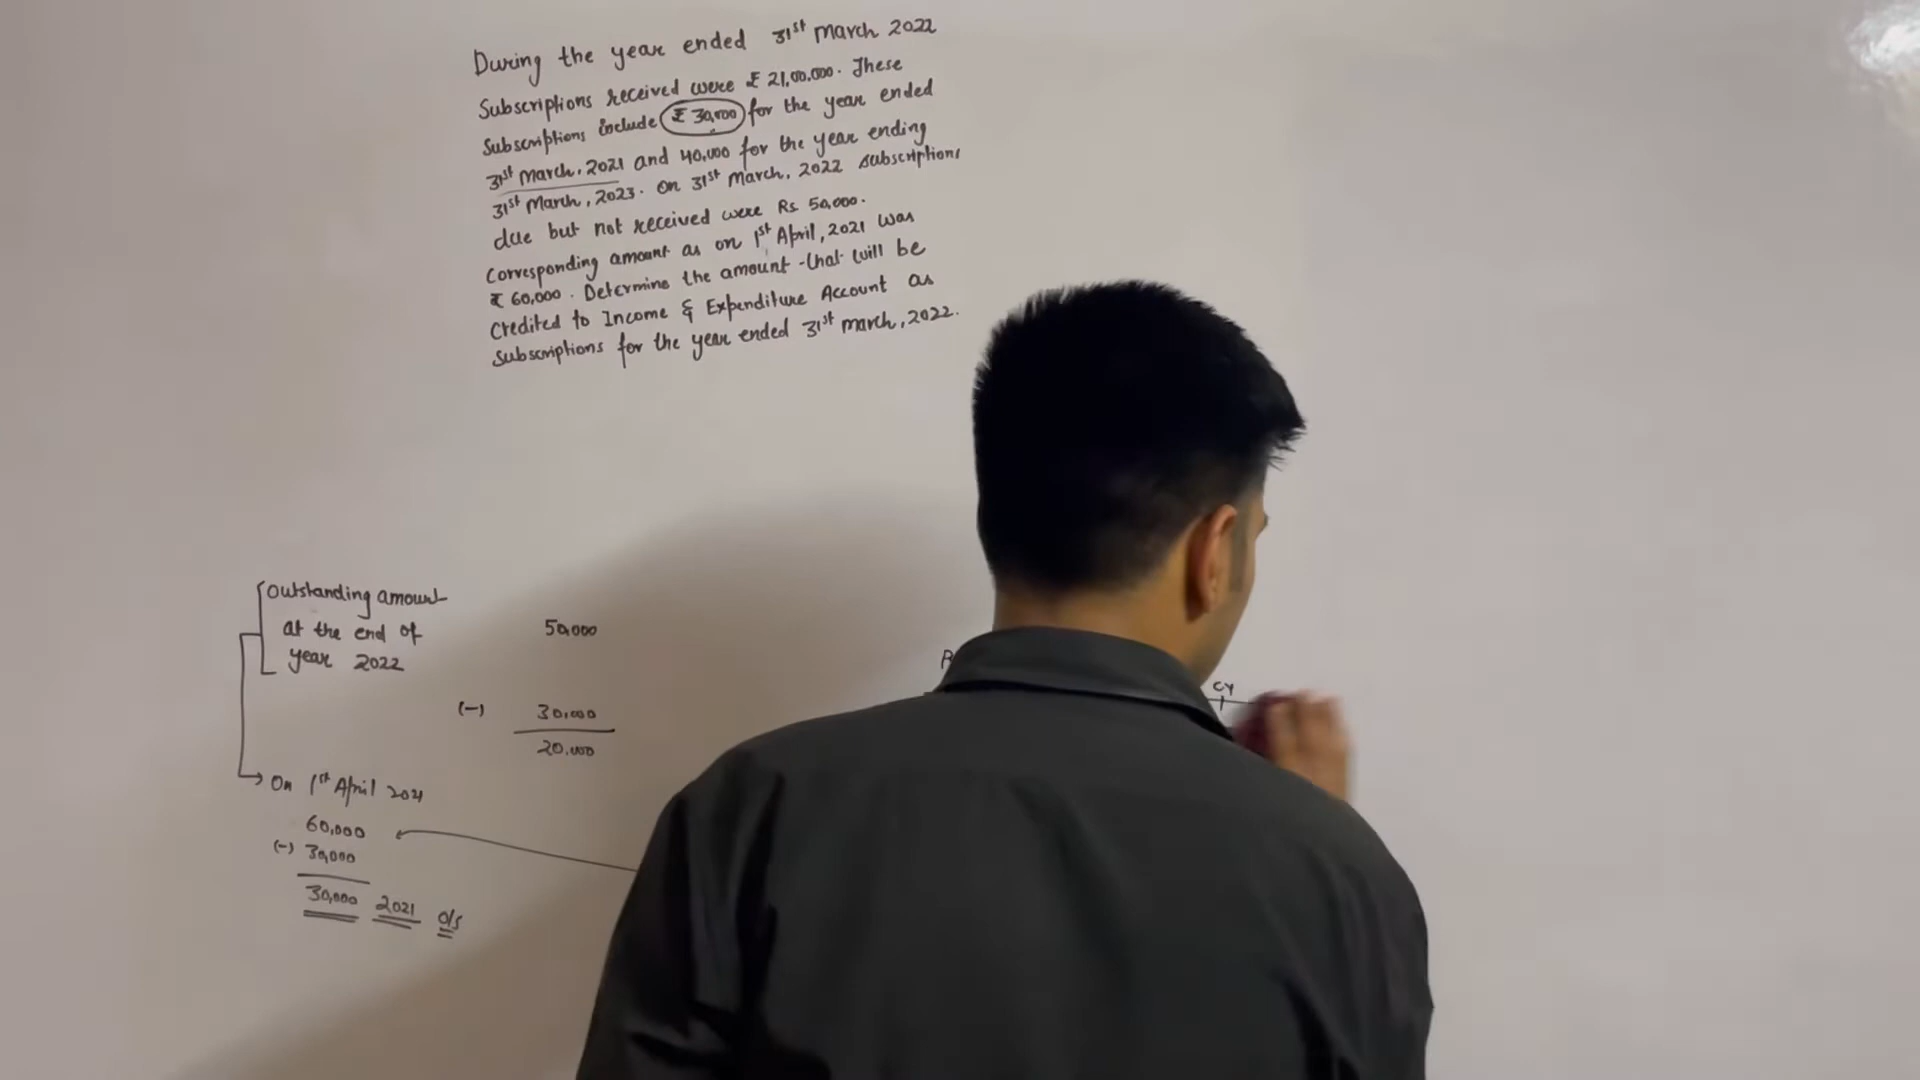 During the year ended 31st March 2022
Subscriptions received were ₹ 21,00,000. These
Subscriptions include ₹ 30,000 for the year ended
31st March, 2021 and 40,000 for the year ending
31st March, 2023. On 31st March, 2022 subscriptions
due but not received were Rs 50,000.
Corresponding amount as on 1st April, 2021 was
₹ 60,000. Determine the amount that will be
Credited to Income & Expenditure Account as
Subscriptions for the year ended 31st march, 2022.
Outstanding amount
at the end of
year 2022
50,000
(-) 30,000
20,000
On 1st April 2021
60,000
(-) 30,000
30,000 2021 o/s
CY